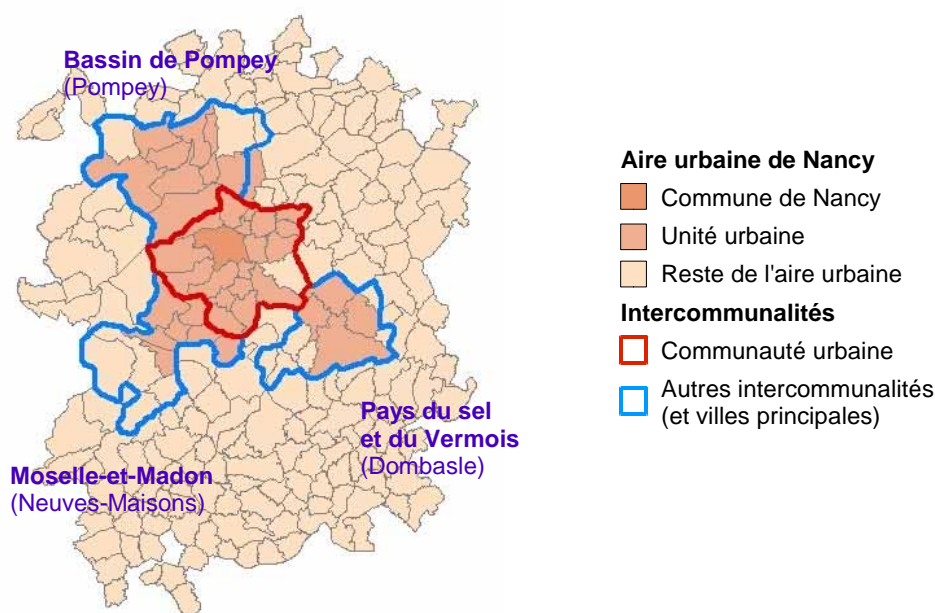 Bassin de Pompey
(Pompey)
Pays du sel
et du Vermois
(Dombasle)
Moselle-et-Madon
(Neuves-Maisons)
Aire urbaine de Nancy
Commune de Nancy
Unité urbaine
Reste de l'aire urbaine
Intercommunalités
Communauté urbaine
Autres intercommunalités
(et villes principales)